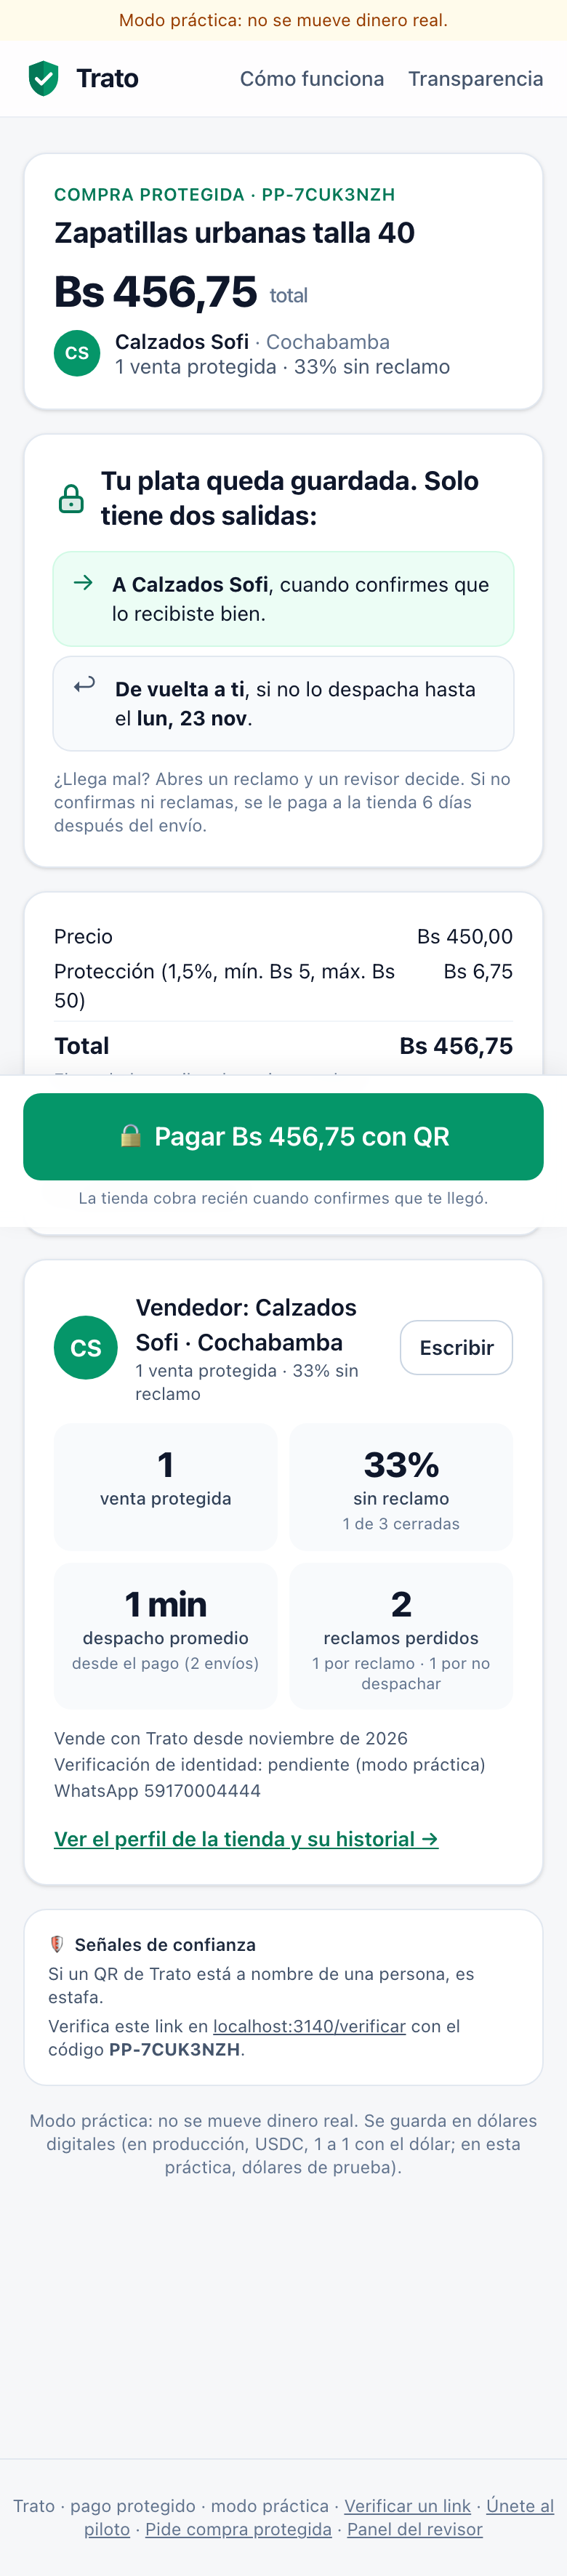 Modo práctica: no se mueve dinero real.
Trato
Cómo funciona
Transparencia
COMPRA PROTEGIDA · PP-7CUK3NZH
Zapatillas urbanas talla 40
Bs 456,75 total
CS
Calzados Sofi · Cochabamba
1 venta protegida · 33% sin reclamo
Tu plata queda guardada. Solo
tiene dos salidas:
→ A Calzados Sofi, cuando confirmes que
lo recibiste bien.
De vuelta a ti, si no lo despacha hasta
el lun, 23 nov.
¿Llega mal? Abres un reclamo y un revisor decide. Si no
confirmas ni reclamas, se le paga a la tienda 6 días
después del envío.
Precio Bs 450,00
Protección (1,5%, mín. Bs 5, máx. Bs Bs 6,75
50)
Total Bs 456,75
Pagar Bs 456,75 con QR
La tienda cobra recién cuando confirmes que te llegó.
CS
Vendedor: Calzados
Sofi · Cochabamba
1 venta protegida · 33% sin
reclamo
Escribir
1
venta protegida
33%
sin reclamo
1 de 3 cerradas
1 min
despacho promedio
desde el pago (2 envíos)
2
reclamos perdidos
1 por reclamo · 1 por no
despachar
Vende con Trato desde noviembre de 2026
Verificación de identidad: pendiente (modo práctica)
WhatsApp 59170004444
Ver el perfil de la tienda y su historial →
Señales de confianza
Si un QR de Trato está a nombre de una persona, es
estafa.
Verifica este link en localhost:3140/verificar con el
código PP-7CUK3NZH.
Modo práctica: no se mueve dinero real. Se guarda en dólares
digitales (en producción, USDC, 1 a 1 con el dólar; en esta
práctica, dólares de prueba).
Trato · pago protegido · modo práctica · Verificar un link · Únete al
piloto · Pide compra protegida · Panel del revisor